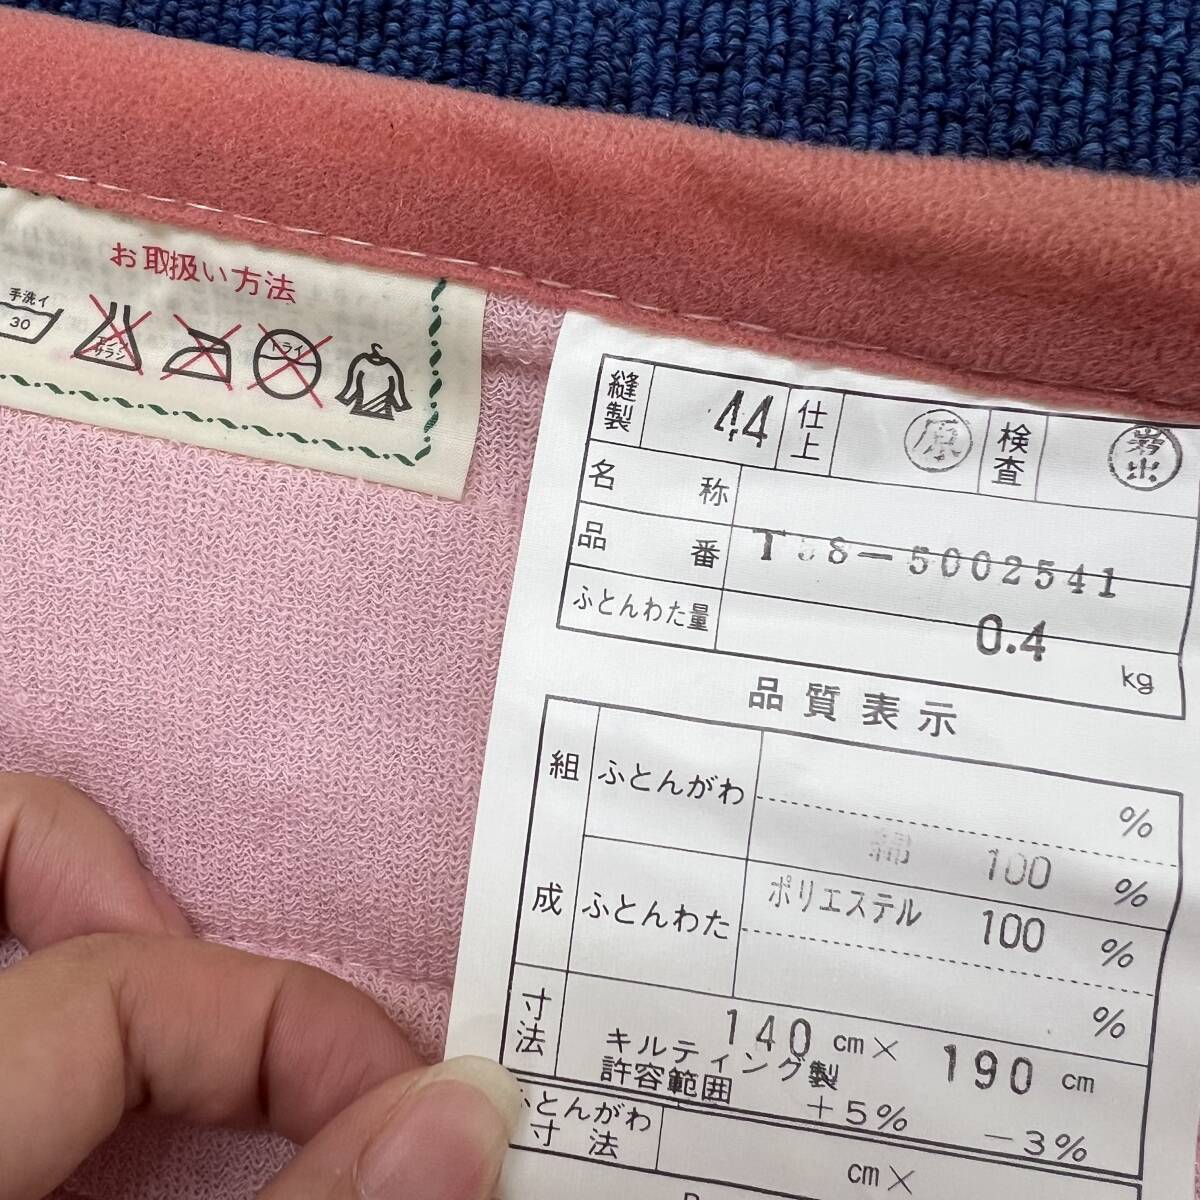 お取扱い方法
手洗イ
30
エンソ
サラシ
ドライ
縫製 44 仕上 原 検査 岩出
名称
品番 T58-5002541
ふとんわた量 0.4 kg
品質表示
組成 ふとんがわ %
綿 100 %
ふとんわた ポリエステル 100 %
%
寸法 140 cm× 190 cm
キルティング製
許容範囲 +5% -3%
ふとんがわ
寸法 cm×